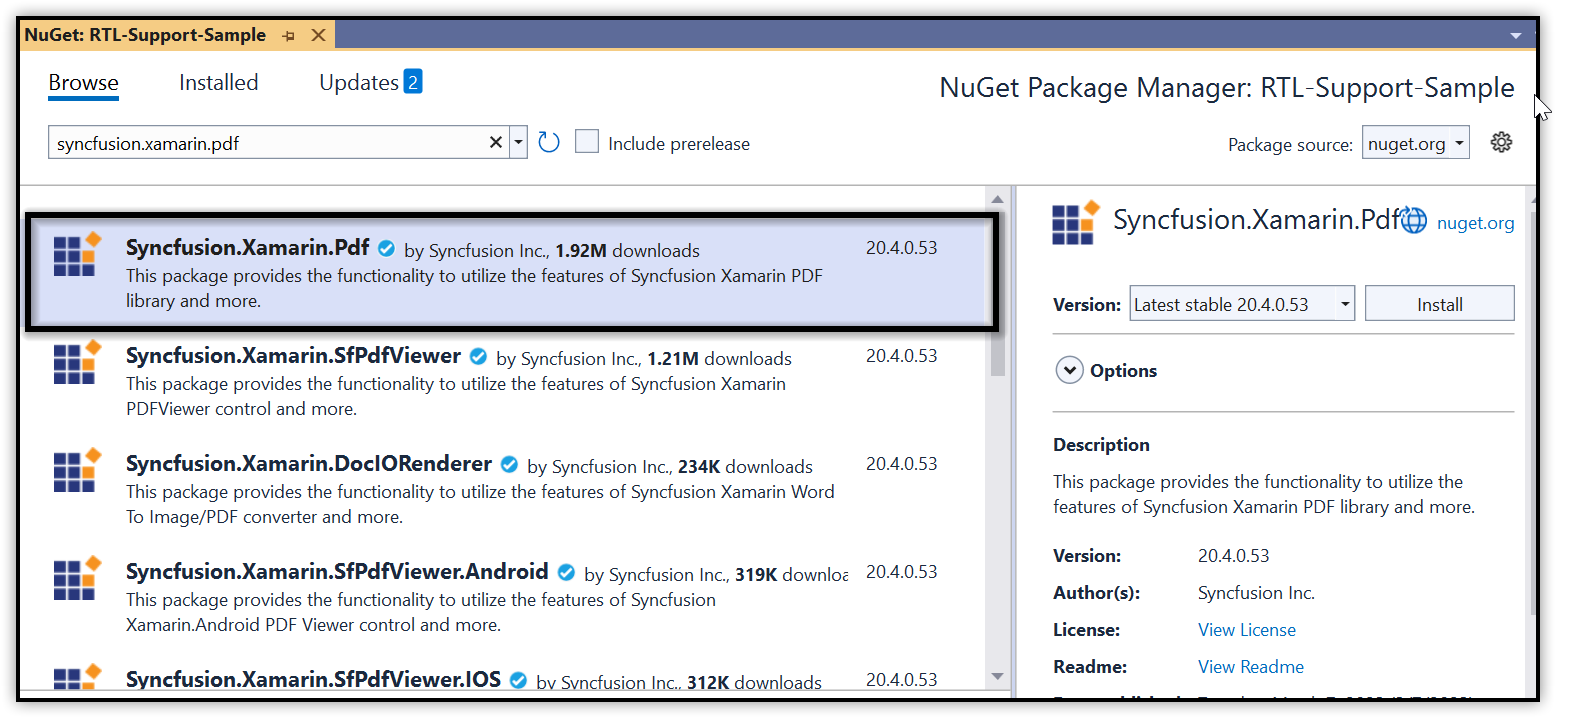 NuGet: RTL-Support-Sample
Browse
Installed
Updates 2
NuGet Package Manager: RTL-Support-Sample
syncfusion.xamarin.pdf
Include prerelease
Package source: nuget.org
Syncfusion.Xamarin.Pdf by Syncfusion Inc., 1.92M downloads 20.4.0.53
This package provides the functionality to utilize the features of Syncfusion Xamarin PDF
library and more.
Syncfusion.Xamarin.SfPdfViewer by Syncfusion Inc., 1.21M downloads 20.4.0.53
This package provides the functionality to utilize the features of Syncfusion Xamarin
PDFViewer control and more.
Syncfusion.Xamarin.DocIORenderer by Syncfusion Inc., 234K downloads 20.4.0.53
This package provides the functionality to utilize the features of Syncfusion Xamarin Word
To Image/PDF converter and more.
Syncfusion.Xamarin.SfPdfViewer.Android by Syncfusion Inc., 319K downloa 20.4.0.53
This package provides the functionality to utilize the features of Syncfusion
Xamarin.Android PDF Viewer control and more.
Syncfusion.Xamarin.SfPdfViewer.IOS by Syncfusion Inc., 312K downloads 20.4.0.53
Syncfusion.Xamarin.Pdf nuget.org
Version: Latest stable 20.4.0.53 Install
Options
Description
This package provides the functionality to utilize the
features of Syncfusion Xamarin PDF library and more.
Version: 20.4.0.53
Author(s): Syncfusion Inc.
License: View License
Readme: View Readme